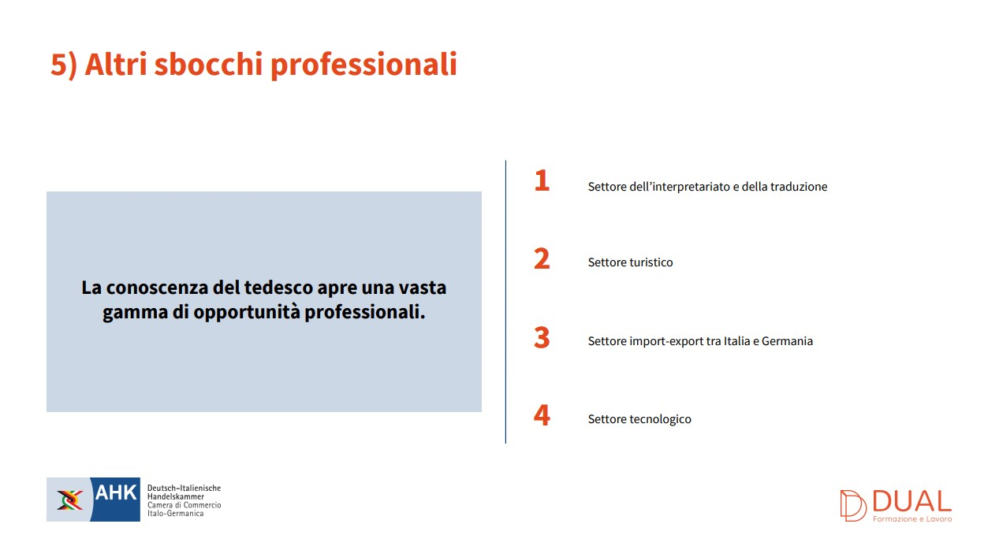 5) Altri sbocchi professionali
La conoscenza del tedesco apre una vasta
gamma di opportunità professionali.
1 Settore dell’interpretariato e della traduzione
2 Settore turistico
3 Settore import-export tra Italia e Germania
4 Settore tecnologico
AHK
Deutsch-Italienische
Handelskammer
Camera di Commercio
Italo-Germanica
DUAL
Formazione e Lavoro